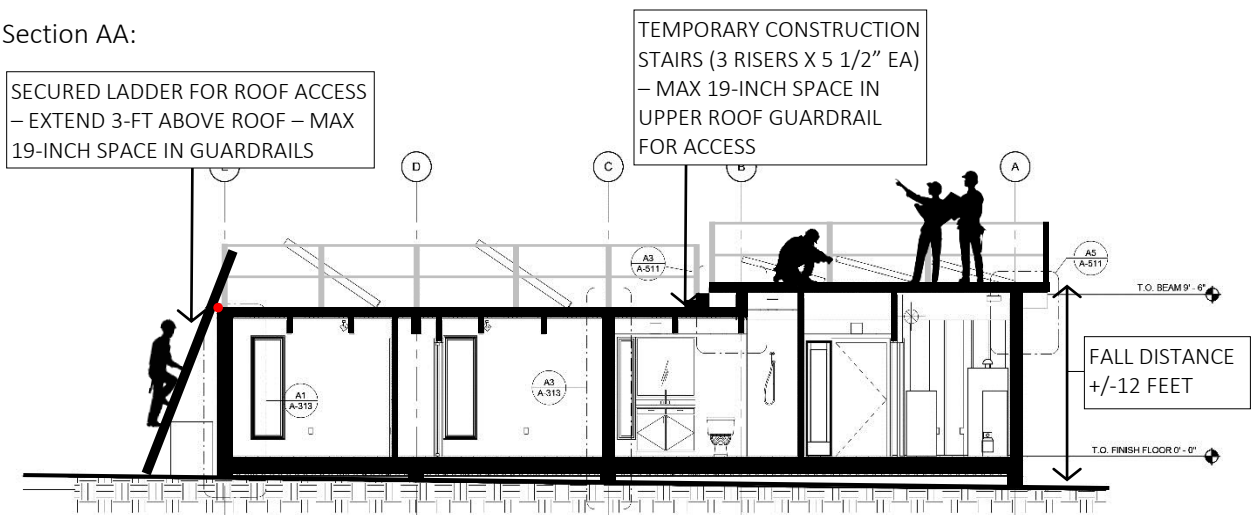 Section AA:
SECURED LADDER FOR ROOF ACCESS
– EXTEND 3-FT ABOVE ROOF – MAX
19-INCH SPACE IN GUARDRAILS
TEMPORARY CONSTRUCTION
STAIRS (3 RISERS X 5 1/2” EA)
– MAX 19-INCH SPACE IN
UPPER ROOF GUARDRAIL
FOR ACCESS
E
D
C
B
A
A3
A-511
A5
A-511
T.O. BEAM 9' - 6"
FALL DISTANCE
+/-12 FEET
A1
A-313
A3
A-313
T.O. FINISH FLOOR 0' - 0"